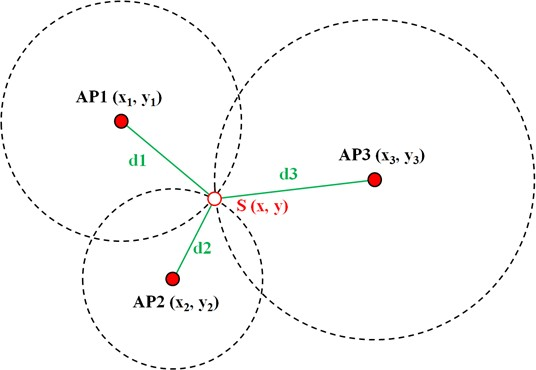 AP1 (x₁, y₁)
d1
AP3 (x₃, y₃)
d3
S (x, y)
d2
AP2 (x₂, y₂)